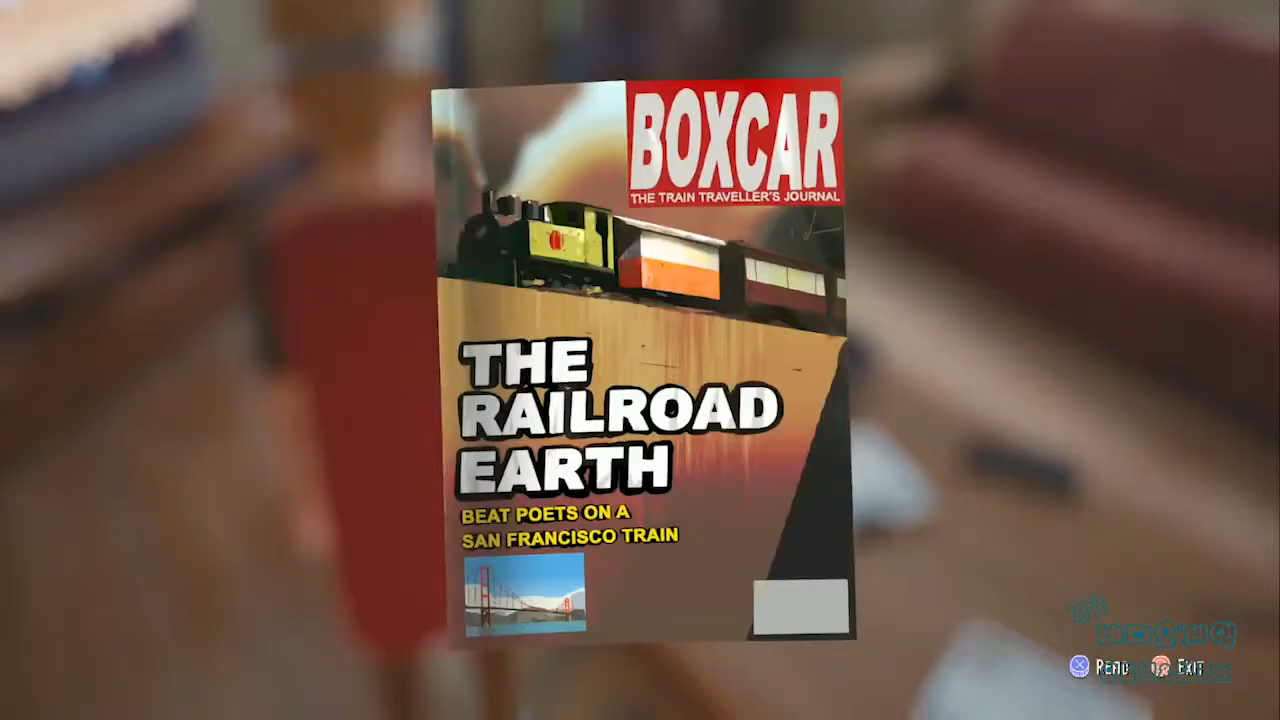 BOXCAR
THE TRAIN TRAVELLER'S JOURNAL
THE
RAILROAD
EARTH
BEAT POETS ON A
SAN FRANCISCO TRAIN
READ
EXIT